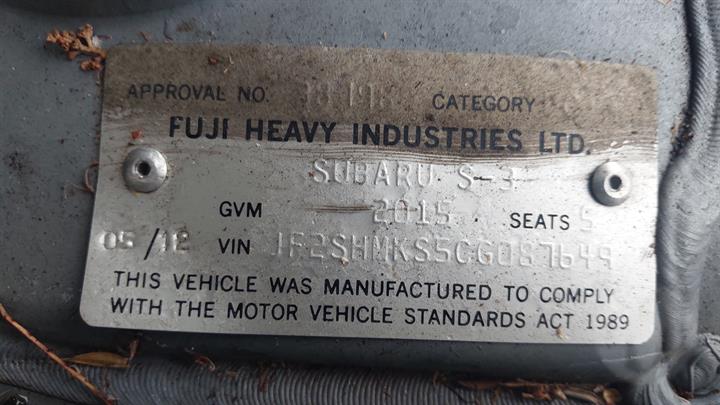 APPROVAL NO. CATEGORY
FUJI HEAVY INDUSTRIES LTD.
SUBARU S-3
GVM 2015 SEATS 5
05/12 VIN JF2SHMKS5CG087649
THIS VEHICLE WAS MANUFACTURED TO COMPLY
WITH THE MOTOR VEHICLE STANDARDS ACT 1989